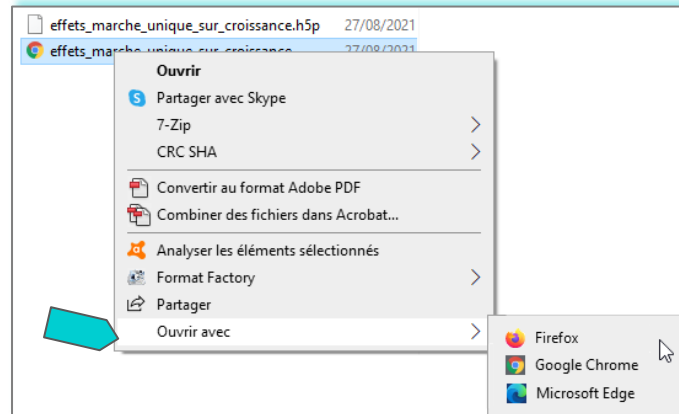 effets_marche_unique_sur_croissance.h5p 27/08/2021
effets_marche_unique_sur_croissance 27/08/2021
Ouvrir
Partager avec Skype
7-Zip
CRC SHA
Convertir au format Adobe PDF
Combiner des fichiers dans Acrobat...
Analyser les éléments sélectionnés
Format Factory
Partager
Ouvrir avec
Firefox
Google Chrome
Microsoft Edge